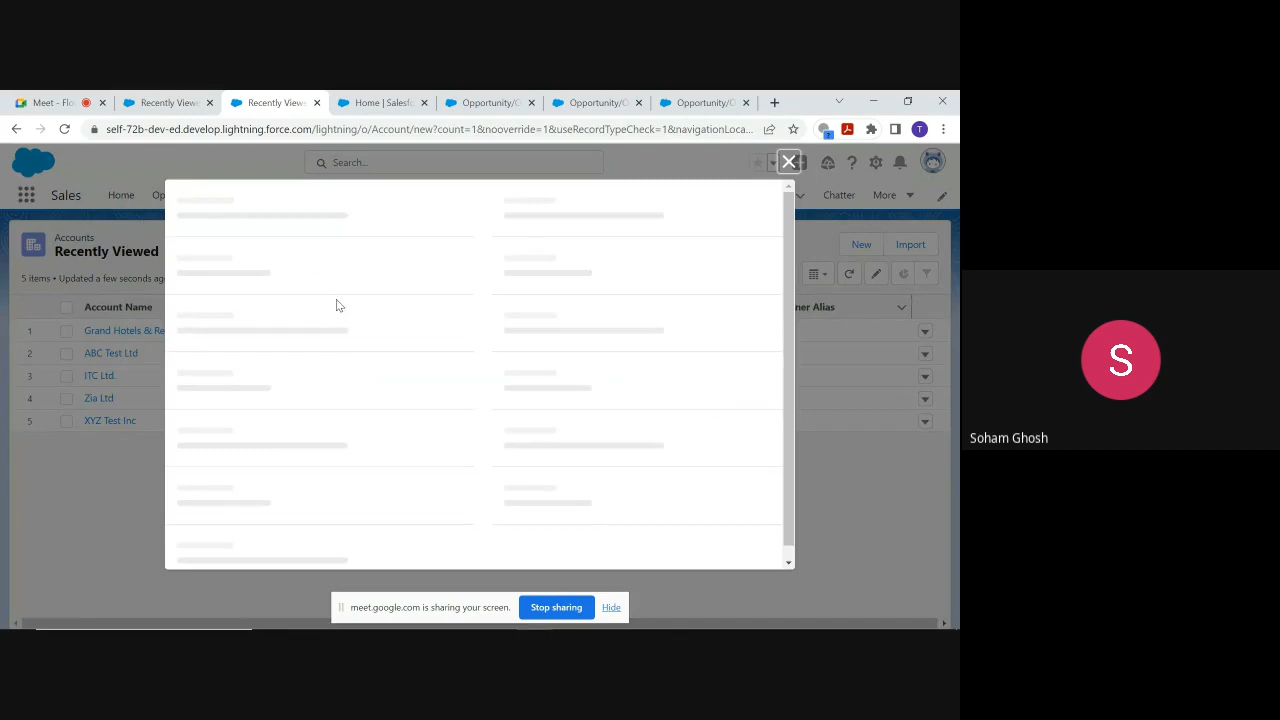 Meet - Flo
Recently View
Recently View
Home | Salesf
Opportunity/O
Opportunity/O
Opportunity/O
self-72b-dev-ed.develop.lightning.force.com/lightning/o/Account/new?count=1&nooverride=1&useRecordTypeCheck=1&navigationLoca...
T
Search...
Sales
Home
Op
Chatter
More
Accounts
Recently Viewed
New
Import
5 items • Updated a few seconds ag
Account Name
ner Alias
1 Grand Hotels & Re
2 ABC Test Ltd
3 ITC Ltd.
4 Zia Ltd
5 XYZ Test Inc
meet.google.com is sharing your screen.
Stop sharing
Hide
S
Soham Ghosh